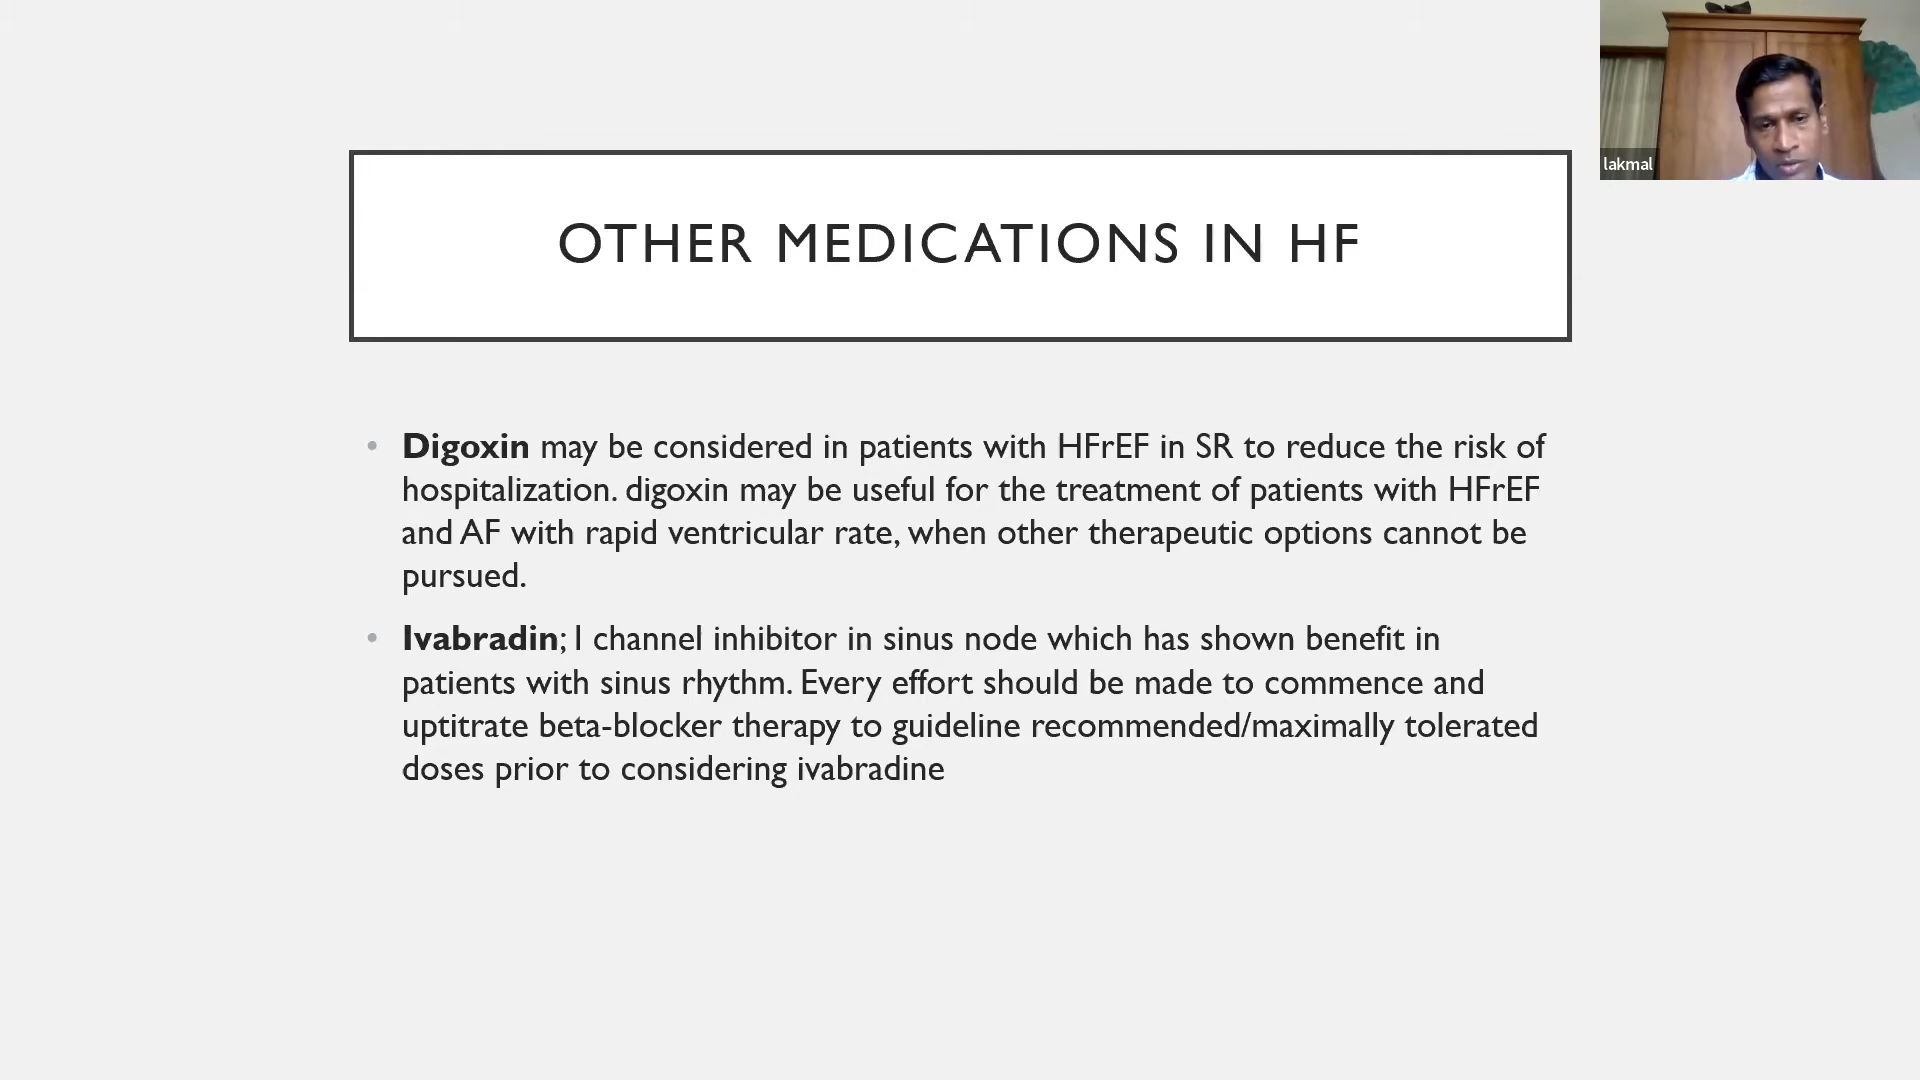 OTHER MEDICATIONS IN HF
lakmal
• Digoxin may be considered in patients with HFrEF in SR to reduce the risk of
hospitalization. digoxin may be useful for the treatment of patients with HFrEF
and AF with rapid ventricular rate, when other therapeutic options cannot be
pursued.
• Ivabradin; I channel inhibitor in sinus node which has shown benefit in
patients with sinus rhythm. Every effort should be made to commence and
uptitrate beta-blocker therapy to guideline recommended/maximally tolerated
doses prior to considering ivabradine